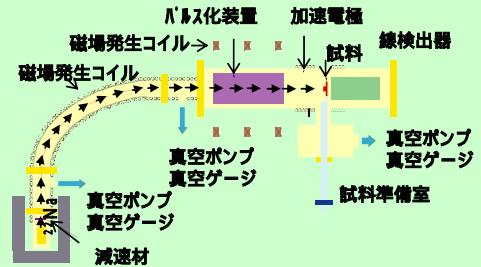 パルス化装置
加速電極
磁場発生コイル
線検出器
試料
磁場発生コイル
真空ポンプ
真空ゲージ
真空ポンプ
真空ゲージ
真空ポンプ
真空ゲージ
試料準備室
22Na
減速材